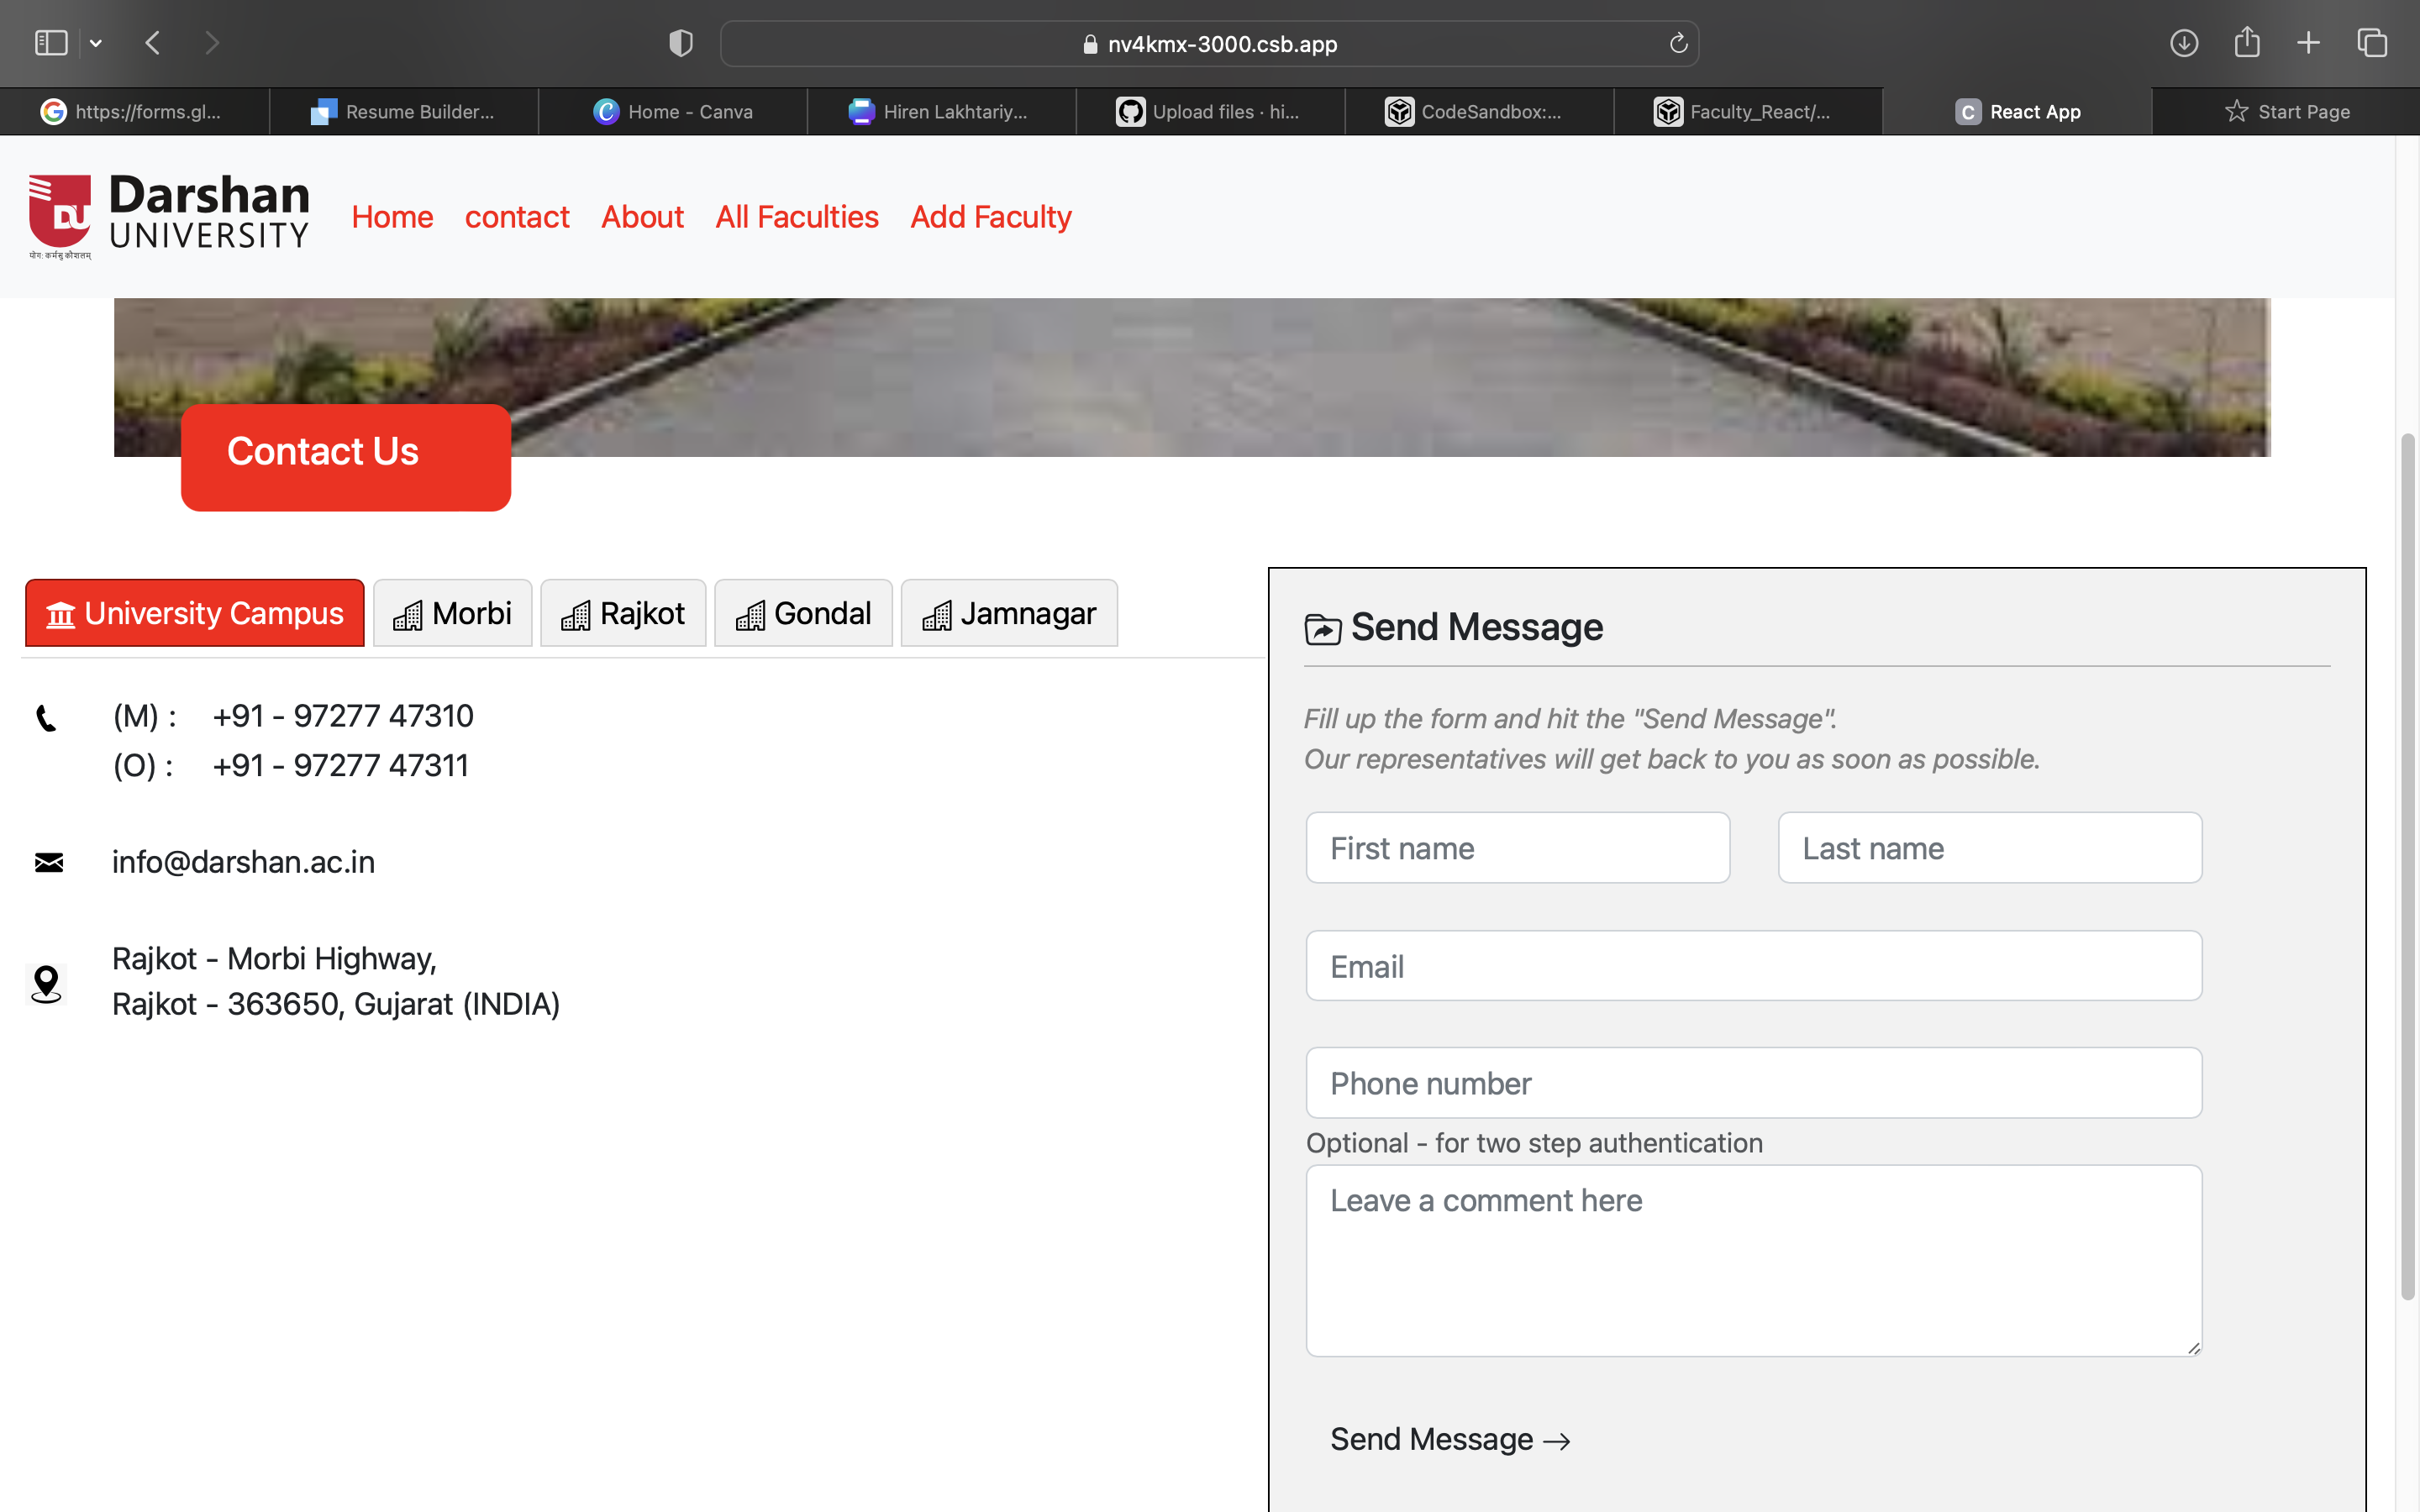 nv4kmx-3000.csb.app
https://forms.gl...
Resume Builder...
Home - Canva
Hiren Lakhtariy...
Upload files · hi...
CodeSandbox:...
Faculty_React/...
C React App
Start Page
DU
योग: कर्मसु कौशलम्
Darshan
UNIVERSITY
Home contact About All Faculties Add Faculty
Contact Us
University Campus
Morbi
Rajkot
Gondal
Jamnagar
(M) : +91 - 97277 47310
(O) : +91 - 97277 47311
info@darshan.ac.in
Rajkot - Morbi Highway,
Rajkot - 363650, Gujarat (INDIA)
Send Message
Fill up the form and hit the "Send Message".
Our representatives will get back to you as soon as possible.
First name
Last name
Email
Phone number
Optional - for two step authentication
Leave a comment here
Send Message →